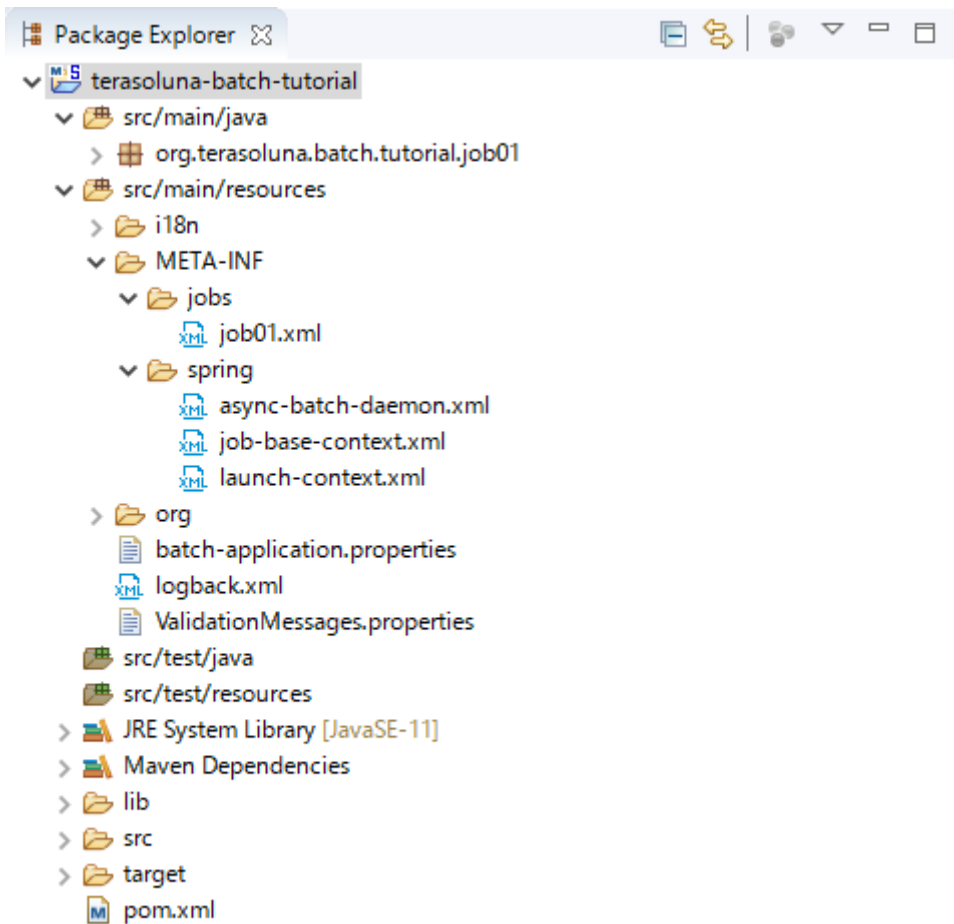 Package Explorer
terasoluna-batch-tutorial
src/main/java
org.terasoluna.batch.tutorial.job01
src/main/resources
i18n
META-INF
jobs
job01.xml
spring
async-batch-daemon.xml
job-base-context.xml
launch-context.xml
org
batch-application.properties
logback.xml
ValidationMessages.properties
src/test/java
src/test/resources
JRE System Library [JavaSE-11]
Maven Dependencies
lib
src
target
pom.xml